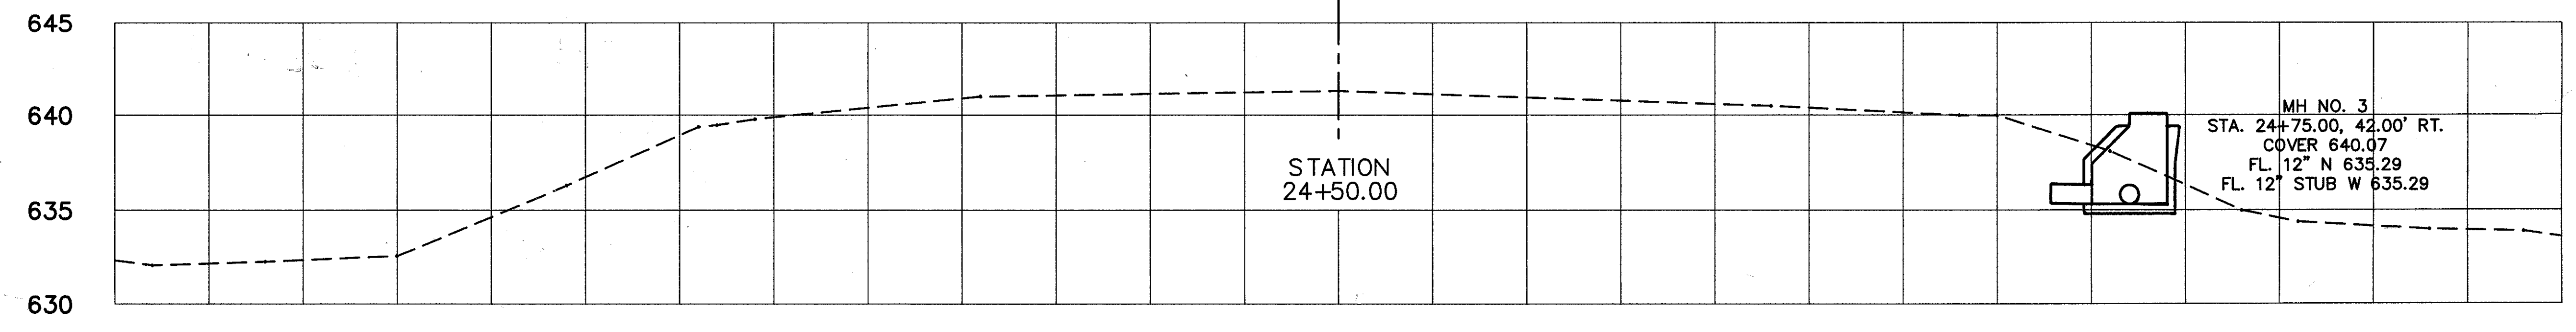 645
640
635
630
STATION
24+50.00
MH NO. 3
STA. 24+75.00, 42.00' RT.
COVER 640.07
FL. 12" N 635.29
FL. 12" STUB W 635.29